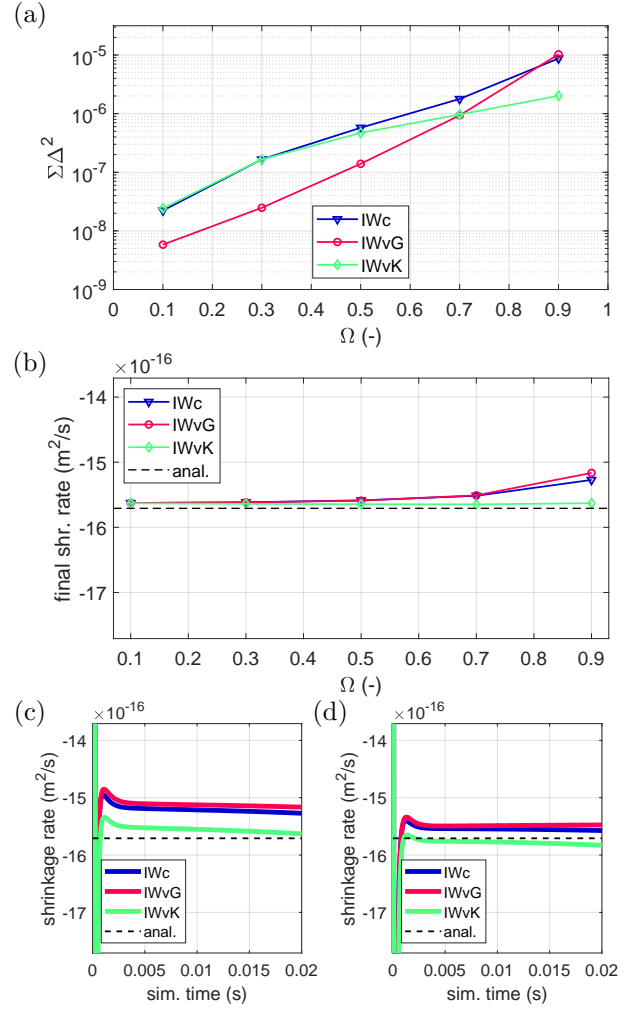 (a)
ΣΔ²
10⁻⁵
10⁻⁶
10⁻⁷
10⁻⁸
10⁻⁹
IWc
IWvG
IWvK
0 0.1 0.2 0.3 0.4 0.5 0.6 0.7 0.8 0.9 1
Ω (-)
(b)
×10⁻¹⁶
final shr. rate (m²/s)
-14
-15
-16
-17
IWc
IWvG
IWvK
anal.
0.1 0.2 0.3 0.4 0.5 0.6 0.7 0.8 0.9
Ω (-)
(c)
×10⁻¹⁶
shrinkage rate (m²/s)
-14
-15
-16
-17
IWc
IWvG
IWvK
anal.
0 0.005 0.01 0.015 0.02
sim. time (s)
(d)
×10⁻¹⁶
shrinkage rate (m²/s)
-14
-15
-16
-17
IWc
IWvG
IWvK
anal.
0 0.005 0.01 0.015 0.02
sim. time (s)